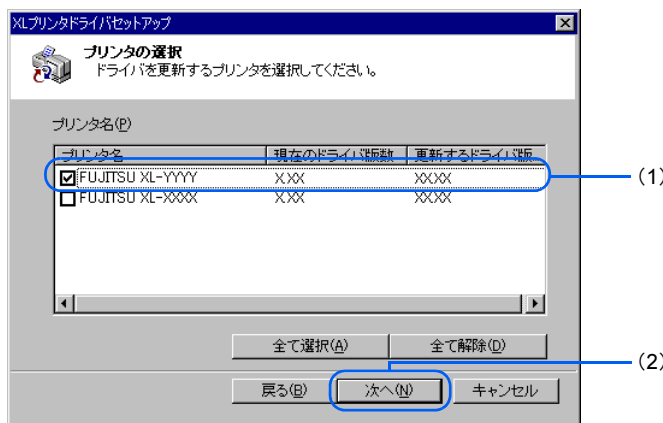 XLプリンタドライバセットアップ
プリンタの選択
ドライバを更新するプリンタを選択してください。
プリンタ名(P)
プリンタ名 現在のドライバ版数 更新するドライバ版
FUJITSU XL-YYYY X.XX XX.XX (1)
FUJITSU XL-XXXX X.XX XX.XX
全て選択(A) 全て解除(D)
(2)
戻る(B) 次へ(N) キャンセル